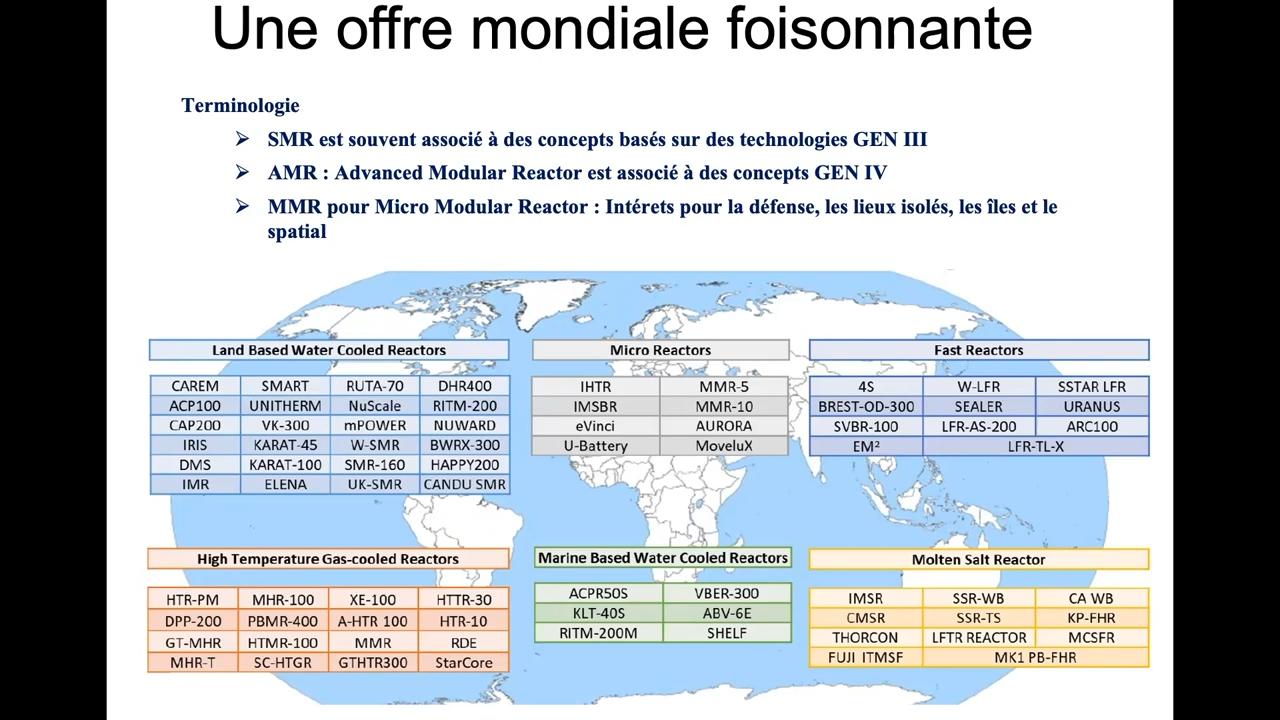 Une offre mondiale foisonnante
Terminologie
➢ SMR est souvent associé à des concepts basés sur des technologies GEN III
➢ AMR : Advanced Modular Reactor est associé à des concepts GEN IV
➢ MMR pour Micro Modular Reactor : Intérets pour la défense, les lieux isolés, les îles et le
spatial
Land Based Water Cooled Reactors
CAREM SMART RUTA-70 DHR400
ACP100 UNITHERM NuScale RITM-200
CAP200 VK-300 mPOWER NUWARD
IRIS KARAT-45 W-SMR BWRX-300
DMS KARAT-100 SMR-160 HAPPY200
IMR ELENA UK-SMR CANDU SMR
Micro Reactors
IHTR MMR-5
IMSBR MMR-10
eVinci AURORA
U-Battery MoveluX
Fast Reactors
4S W-LFR SSTAR LFR
BREST-OD-300 SEALER URANUS
SVBR-100 LFR-AS-200 ARC100
EM² LFR-TL-X
High Temperature Gas-cooled Reactors
HTR-PM MHR-100 XE-100 HTTR-30
DPP-200 PBMR-400 A-HTR 100 HTR-10
GT-MHR HTMR-100 MMR RDE
MHR-T SC-HTGR GTHTR300 StarCore
Marine Based Water Cooled Reactors
ACPR50S VBER-300
KLT-40S ABV-6E
RITM-200M SHELF
Molten Salt Reactor
IMSR SSR-WB CA WB
CMSR SSR-TS KP-FHR
THORCON LFTR REACTOR MCSFR
FUJI ITMSF MK1 PB-FHR